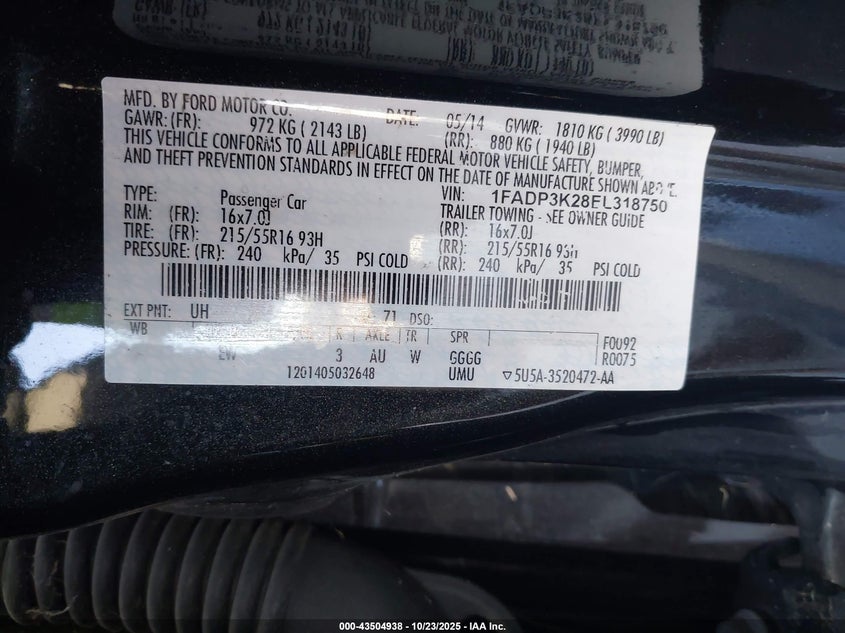 MFD. BY FORD MOTOR CO. DATE: 05/14 GVWR: 1810 KG ( 3990 LB)
GAWR: (FR): 972 KG ( 2143 LB) (RR): 880 KG ( 1940 LB)
THIS VEHICLE CONFORMS TO ALL APPLICABLE FEDERAL MOTOR VEHICLE SAFETY, BUMPER,
AND THEFT PREVENTION STANDARDS IN EFFECT ON THE DATE OF MANUFACTURE SHOWN ABOVE.
VIN: 1FADP3K28FL318750
TYPE: Passenger Car TRAILER TOWING - SEE OWNER GUIDE
RIM: (FR): 16x7.0J (RR): 16x7.0J
TIRE: (FR): 215/55R16 93H (RR): 215/55R16 93H
PRESSURE: (FR): 240 kPa/ 35 PSI COLD (RR): 240 kPa/ 35 PSI COLD
EXT PNT: UH 71 DSO:
WB R AXLE TR SPR F0092
EW 3 AU W GGGG R0075
1201405032648 UMU ▽5U5A-3520472-AA
000-43504938 - 10/23/2025 - IAA Inc.